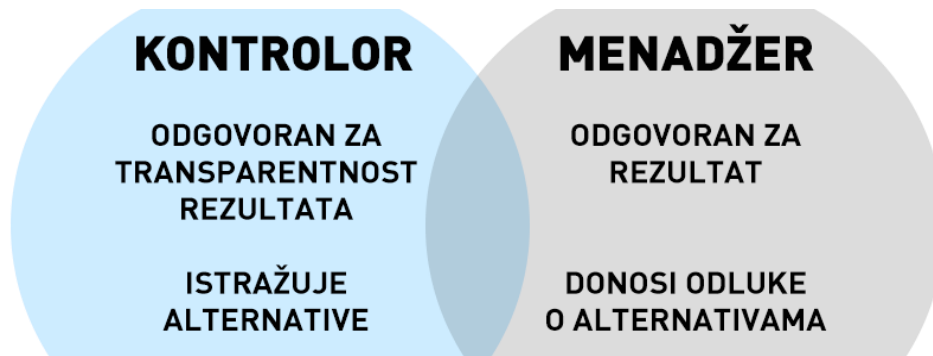 KONTROLOR
ODGOVORAN ZA
TRANSPARENTNOST
REZULTATA
ISTRAŽUJE
ALTERNATIVE
MENADŽER
ODGOVORAN ZA
REZULTAT
DONOSI ODLUKE
O ALTERNATIVAMA